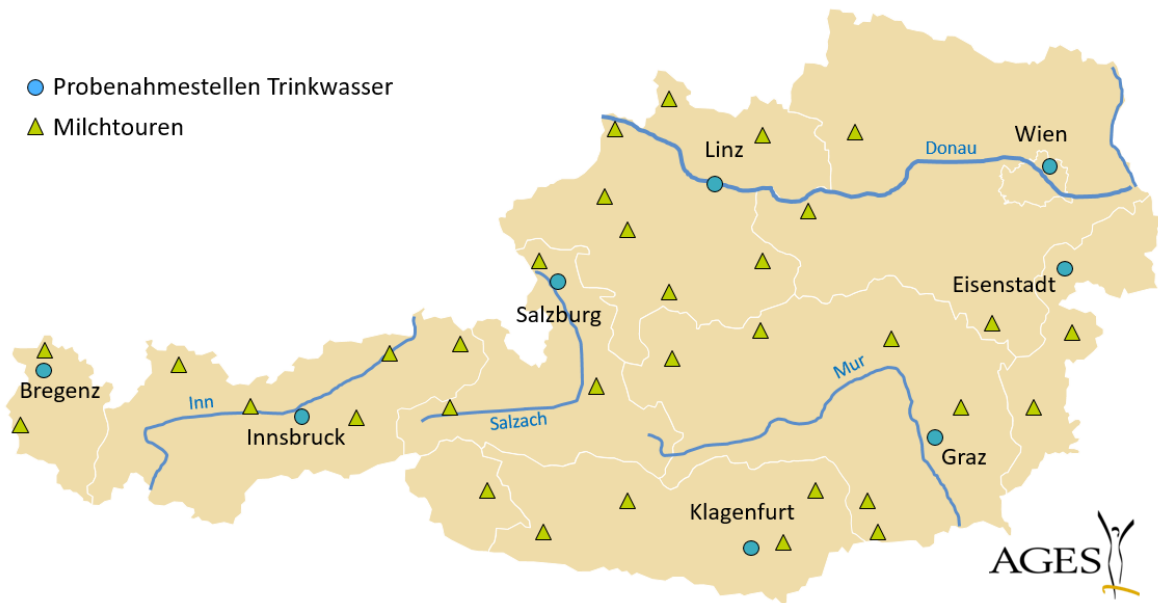 Probenahmestellen Trinkwasser
Milchtouren
Linz
Donau
Wien
Salzburg
Eisenstadt
Bregenz
Inn
Innsbruck
Salzach
Mur
Graz
Klagenfurt
AGES